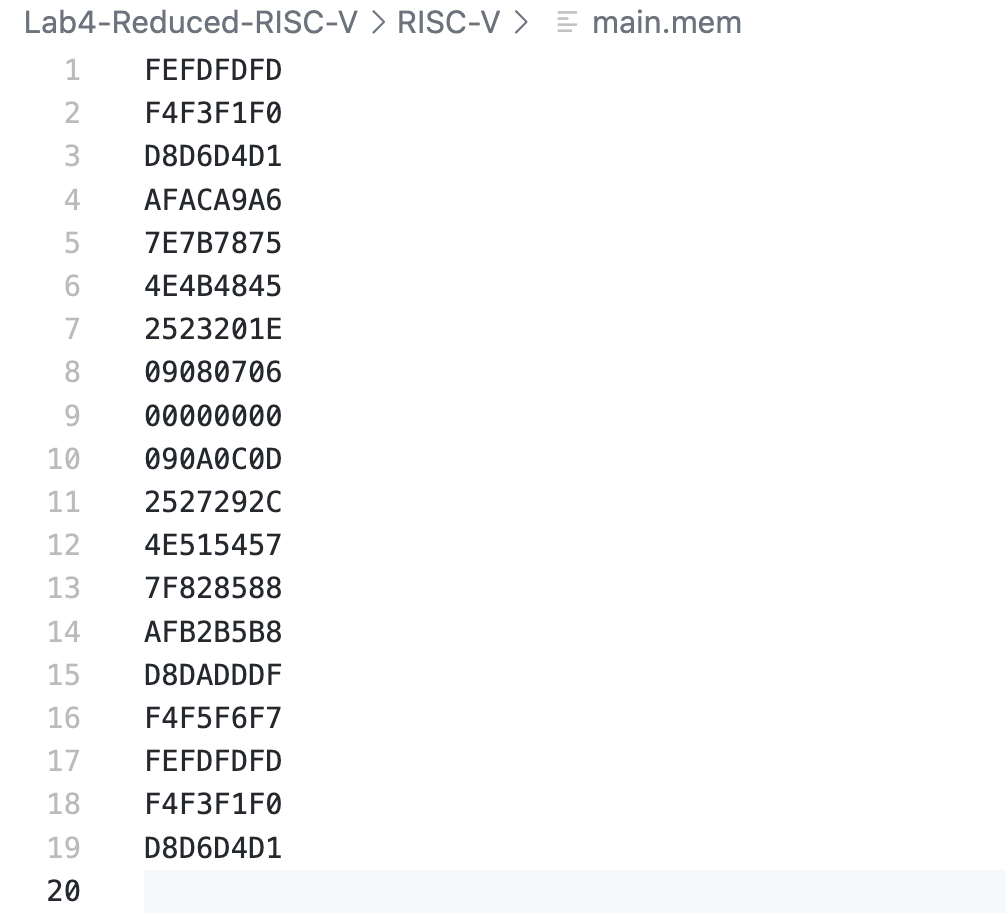 Lab4-Reduced-RISC-V > RISC-V > main.mem
1 FEFDFDFD
2 F4F3F1F0
3 D8D6D4D1
4 AFACA9A6
5 7E7B7875
6 4E4B4845
7 2523201E
8 09080706
9 00000000
10 090A0C0D
11 2527292C
12 4E515457
13 7F828588
14 AFB2B5B8
15 D8DADDDF
16 F4F5F6F7
17 FEFDFDFD
18 F4F3F1F0
19 D8D6D4D1
20